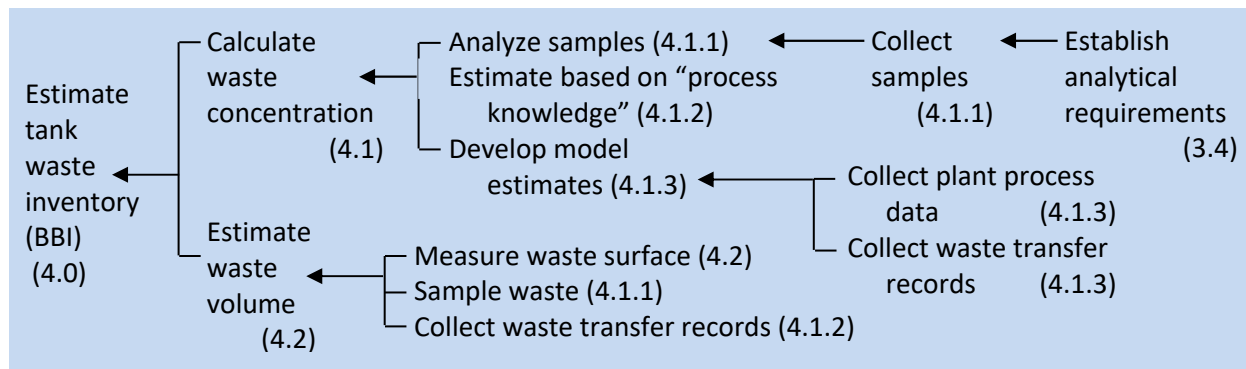 Estimate
tank
waste
inventory
(BBI)
(4.0)
Calculate
waste
concentration
(4.1)
Analyze samples (4.1.1)
Estimate based on “process
knowledge” (4.1.2)
Develop model
estimates (4.1.3)
Collect
samples
(4.1.1)
Establish
analytical
requirements
(3.4)
Collect plant process
data (4.1.3)
Collect waste transfer
records (4.1.3)
Estimate
waste
volume
(4.2)
Measure waste surface (4.2)
Sample waste (4.1.1)
Collect waste transfer records (4.1.2)